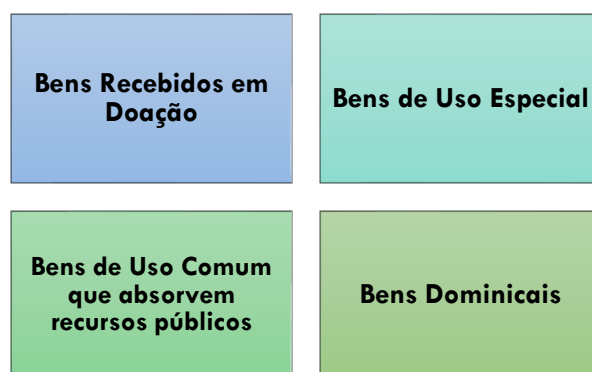 Bens Recebidos em
Doação
Bens de Uso Especial
Bens de Uso Comum
que absorvem
recursos públicos
Bens Dominicais